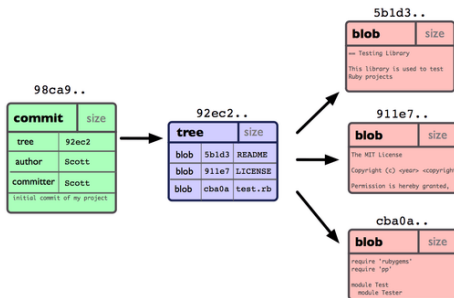 98ca9..
commit size
tree 92ec2
author Scott
committer Scott
initial commit of my project
92ec2..
tree size
blob 5b1d3 README
blob 911e7 LICENSE
blob cba0a test.rb
5b1d3..
blob size
== Testing Library
This library is used to test
Ruby projects
911e7..
blob size
The MIT License
Copyright (c) <year> <copyright
Permission is hereby granted,
cba0a..
blob size
require 'rubygems'
require 'pp'
module Test
module Tester